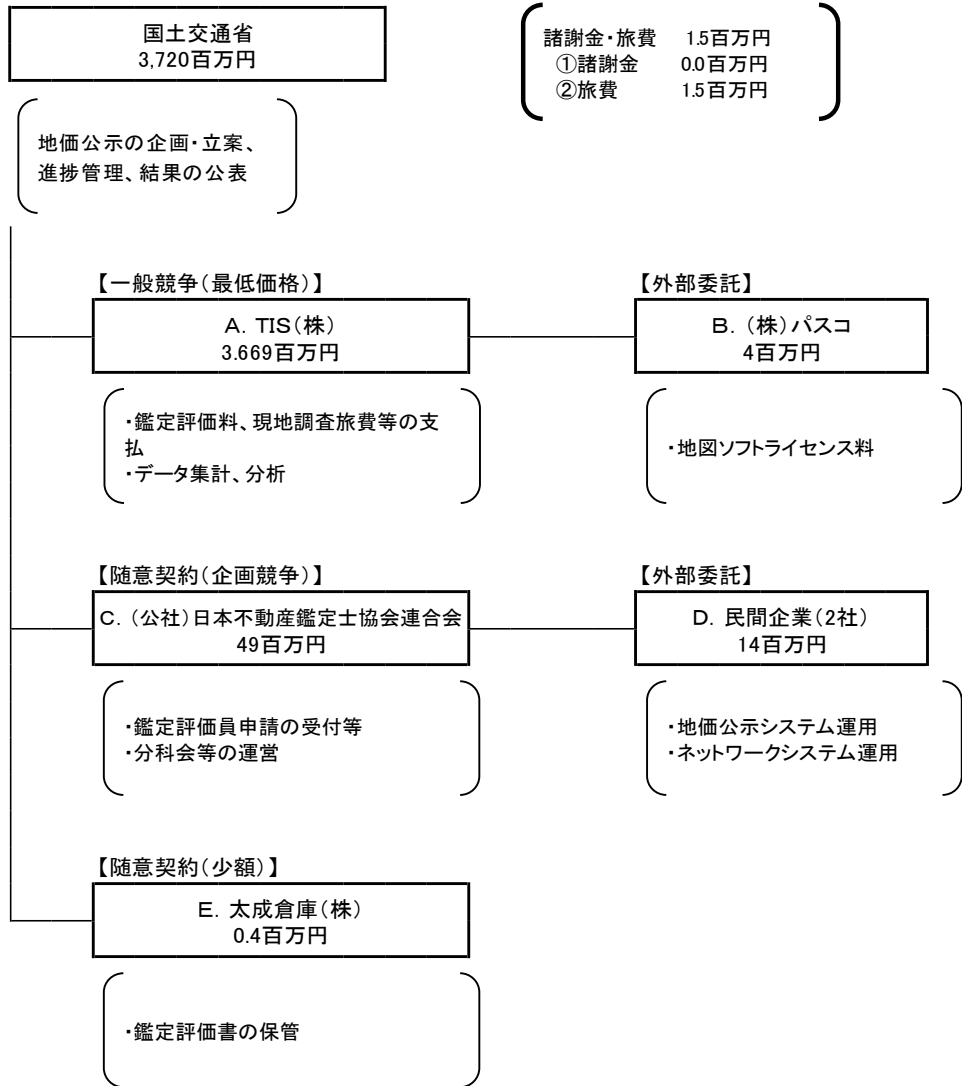 国土交通省
3,720百万円
諸謝金・旅費 1.5百万円
①諸謝金 0.0百万円
②旅費 1.5百万円
地価公示の企画・立案、
進捗管理、結果の公表
【一般競争（最低価格）】
A．TIS（株）
3.669百万円
・鑑定評価料、現地調査旅費等の支
払
・データ集計、分析
【外部委託】
B．（株）パスコ
4百万円
・地図ソフトライセンス料
【随意契約（企画競争）】
C．（公社）日本不動産鑑定士協会連合会
49百万円
・鑑定評価員申請の受付等
・分科会等の運営
【外部委託】
D．民間企業（2社）
14百万円
・地価公示システム運用
・ネットワークシステム運用
【随意契約（少額）】
E．太成倉庫（株）
0.4百万円
・鑑定評価書の保管